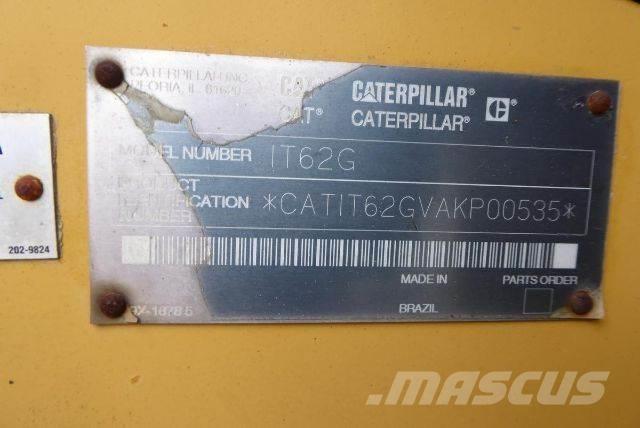 CATERPILLAR INC.
PEORIA, IL 61629
CAT CATERPILLAR
CAT® CATERPILLAR
MODEL NUMBER IT62G
PRODUCT
IDENTIFICATION
NUMBER *CATIT62GVAKP00535*
MADE IN
BRAZIL
PARTS ORDER
202-9824
MASCUS